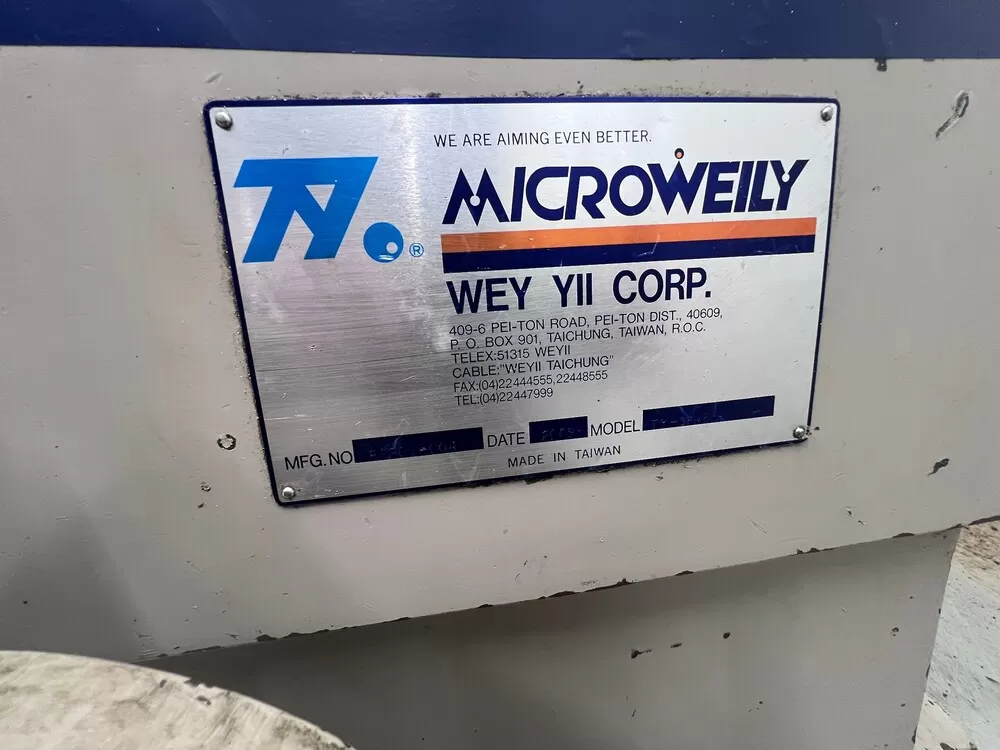 WE ARE AIMING EVEN BETTER.
®
MICROWEILY
WEY YII CORP.
409-6 PEI-TON ROAD, PEI-TON DIST., 40609,
P. O. BOX 901, TAICHUNG, TAIWAN, R.O.C.
TELEX:51315 WEYII
CABLE:"WEYII TAICHUNG"
FAX:(04)22444555,22448555
TEL:(04)22447999
MFG. NO DATE MODEL
MADE IN TAIWAN